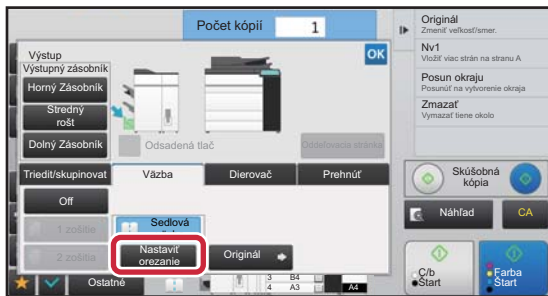 Počet kópií 1
Výstup
OK
Výstupný zásobník
Horný Zásobník
Stredný
rošt
Dolný Zásobník
Odsadená tlač
Oddeľovacia stránka
Triediť/skupinovat
Väzba
Dierovač
Prehnúť
Off
1 zošitie
2 zošitia
Sedlová
Nastaviť
orezanie
Originál
Ostatné
3 B4
4 A3
A4
Originál
Zmeniť veľkosť/smer.
Nv1
Vložiť viac strán na stranu A
Posun okraju
Posunúť na vytvorenie okraja
Zmazať
Vymazať tiene okolo
Skúšobná
kópia
Náhľad
CA
Č/b
Štart
Farba
Štart